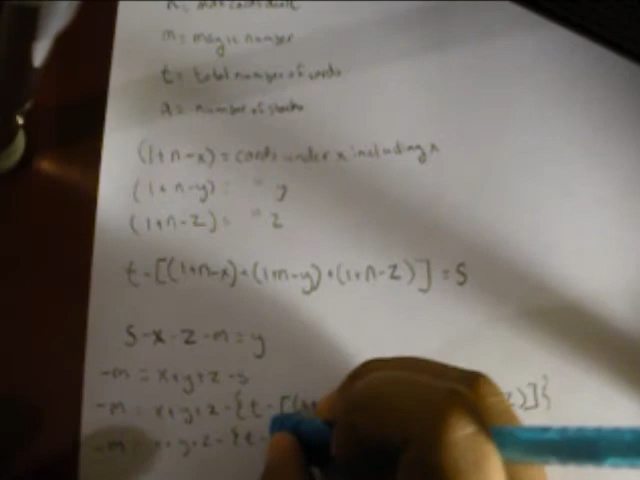 m = magic number
t = total number of cards
a = number of stacks
(1+n-x) = cards under x including x
(1+n-y) = " y
(1+n-z) = " z
t-[(1+n-x)+(1+n-y)+(1+n-z)] = s
s-x-z-m=y
-m = x+y+z-s
-m = x+y+z-{t-[(1+ z)]}
-m = x+y+z-{t-